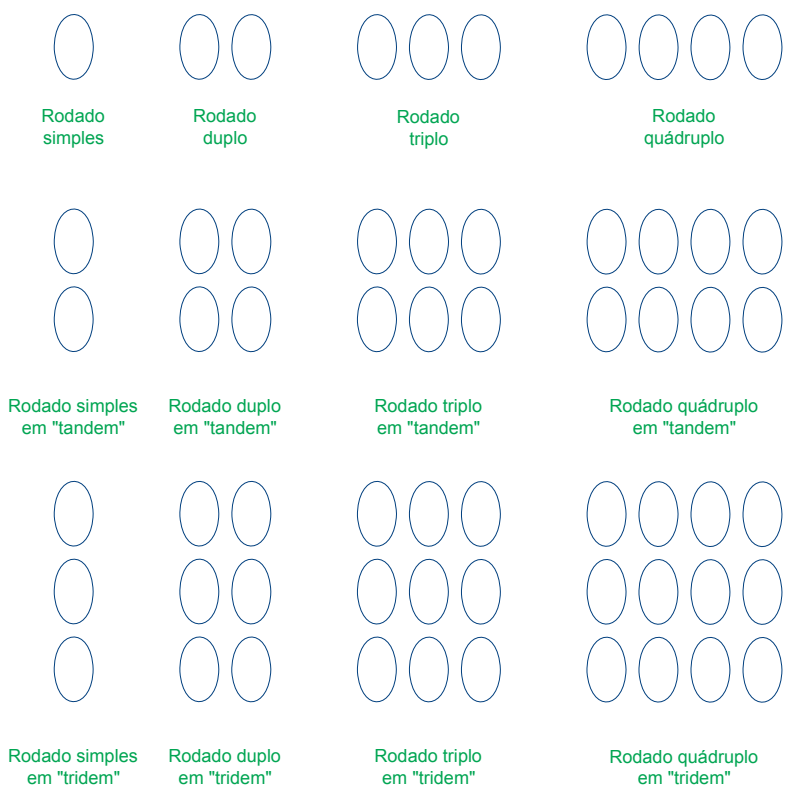 Rodado
simples
Rodado
duplo
Rodado
triplo
Rodado
quádruplo
Rodado simples
em "tandem"
Rodado duplo
em "tandem"
Rodado triplo
em "tandem"
Rodado quádruplo
em "tandem"
Rodado simples
em "tridem"
Rodado duplo
em "tridem"
Rodado triplo
em "tridem"
Rodado quádruplo
em "tridem"